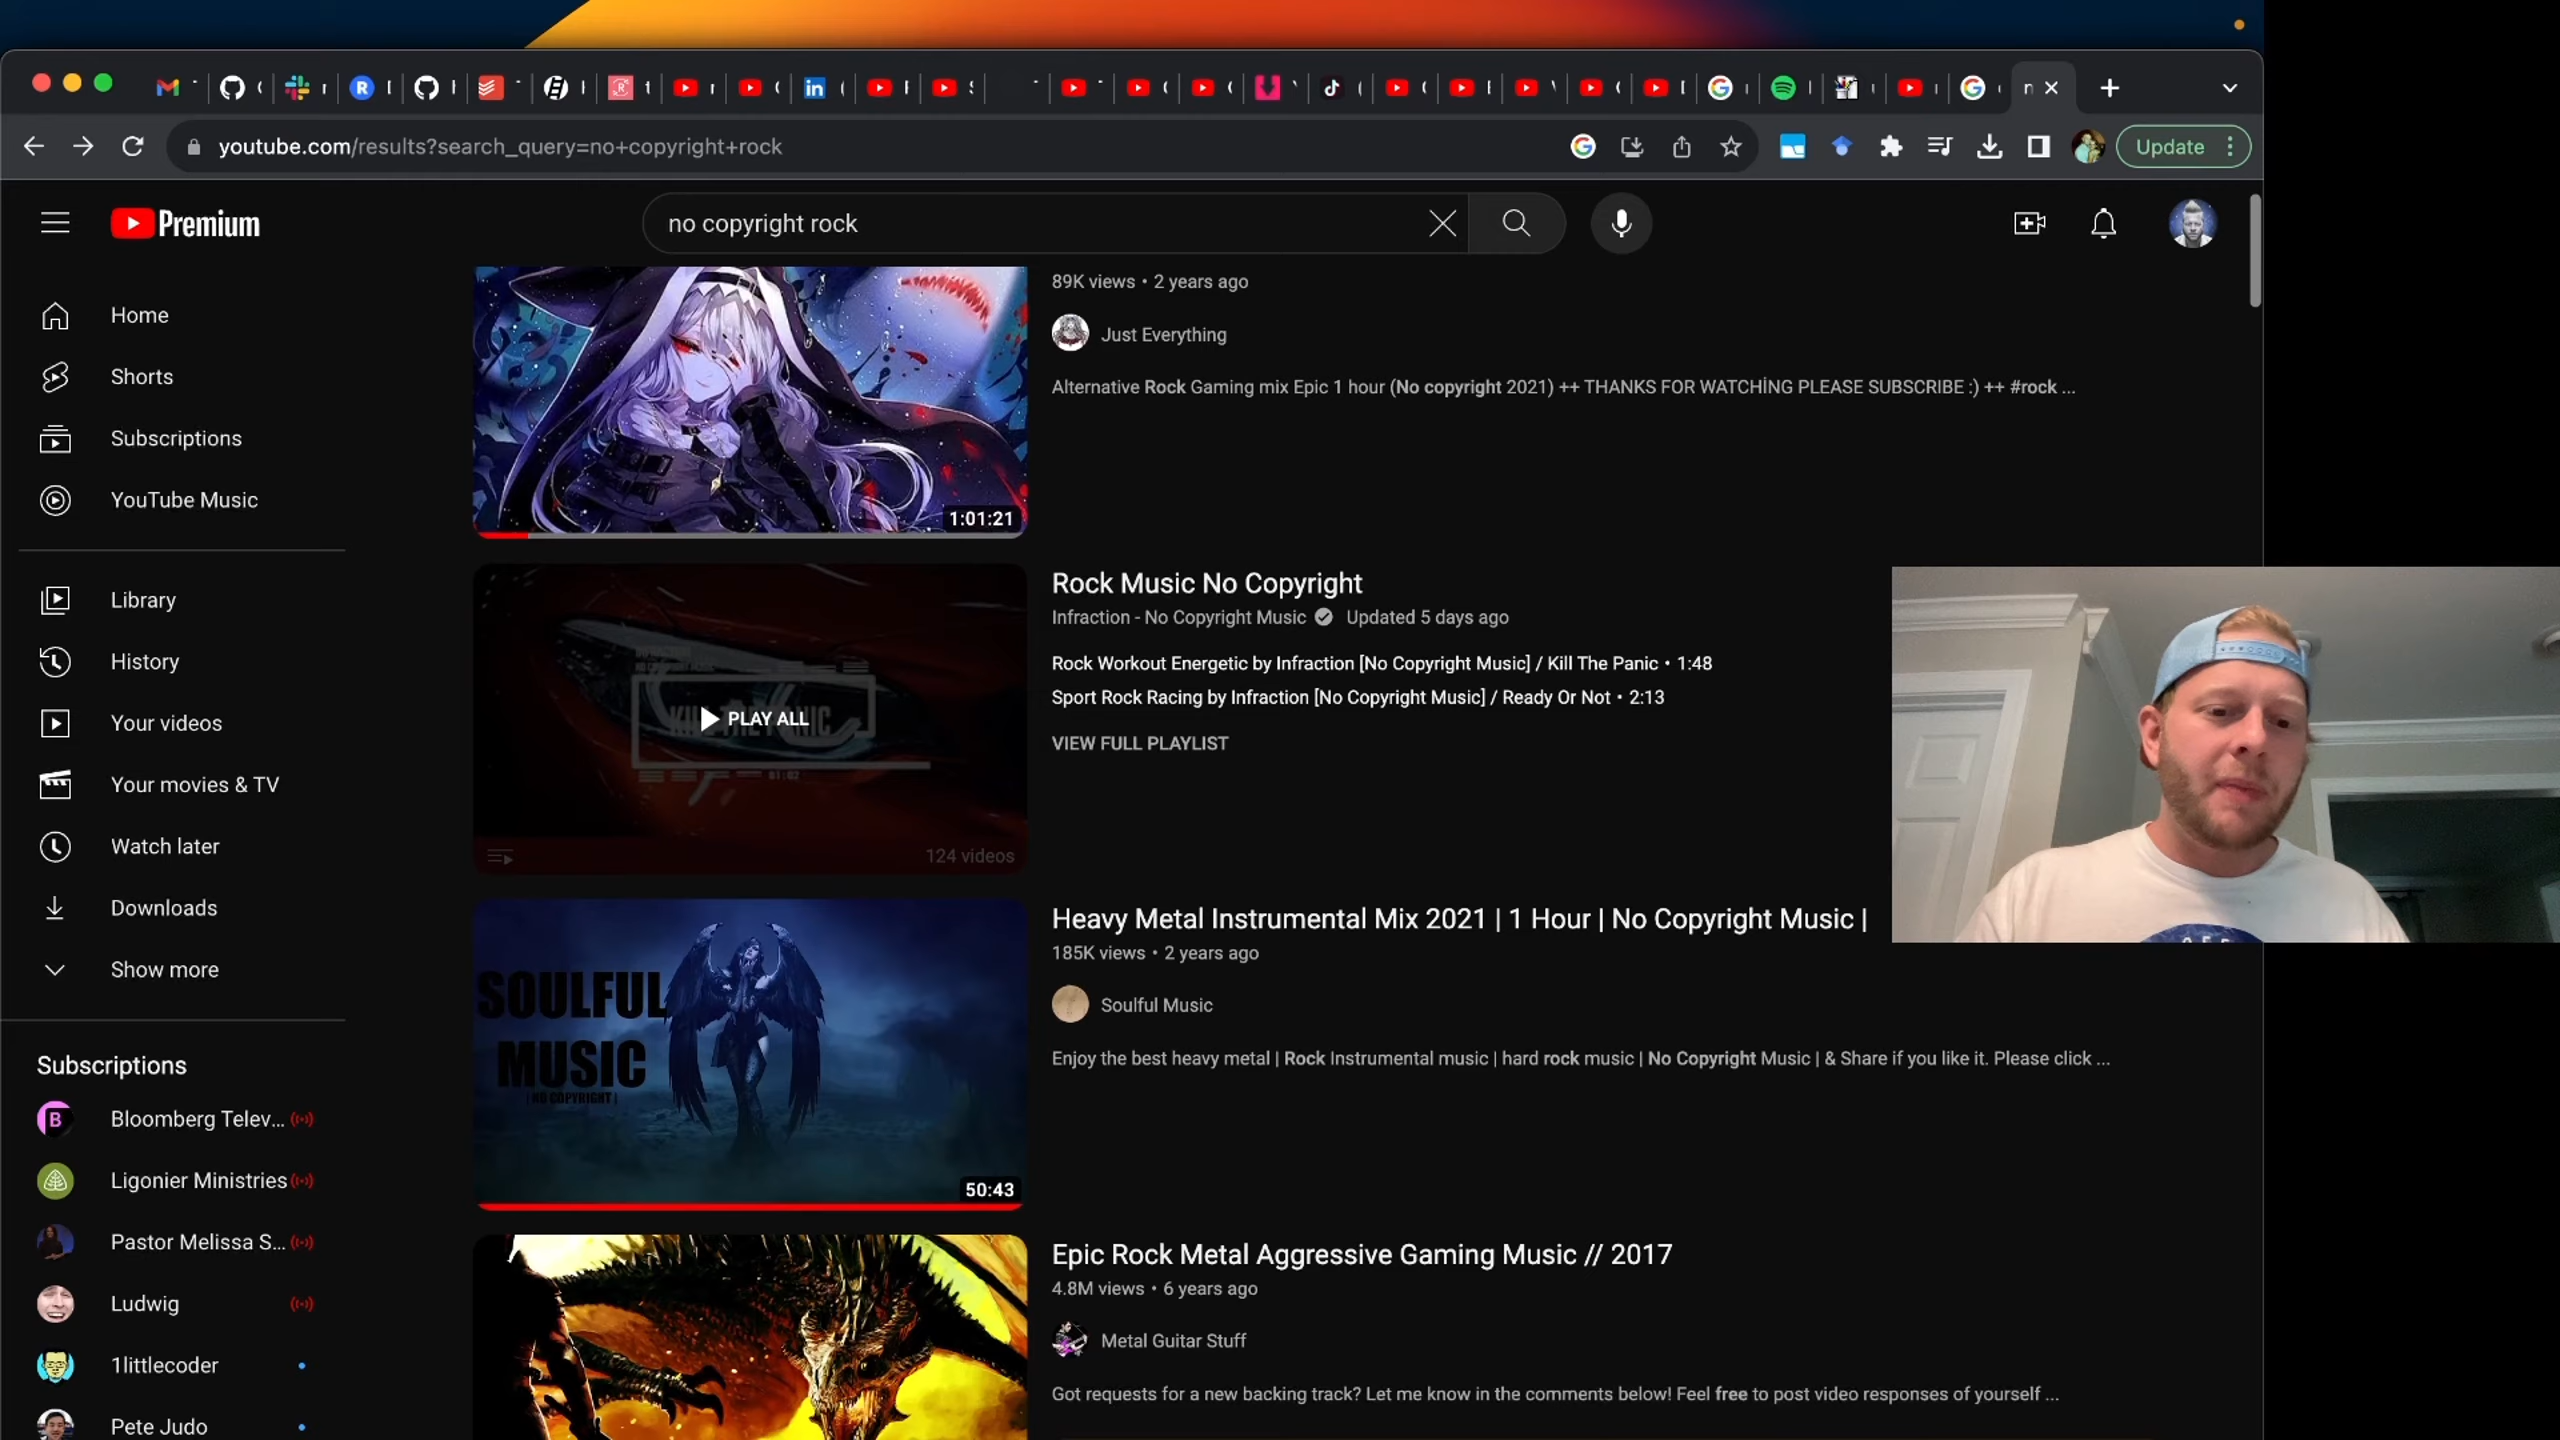 youtube.com/results?search_query=no+copyright+rock
Update
Premium
no copyright rock
Home
Shorts
Subscriptions
YouTube Music
Library
History
Your videos
Your movies & TV
Watch later
Downloads
Show more
Subscriptions
Bloomberg Telev...
Ligonier Ministries
Pastor Melissa S...
Ludwig
1littlecoder
Pete Judo
89K views • 2 years ago
Just Everything
Alternative Rock Gaming mix Epic 1 hour (No copyright 2021) ++ THANKS FOR WATCHİNG PLEASE SUBSCRIBE :) ++ #rock ...
1:01:21
Rock Music No Copyright
Infraction - No Copyright Music Updated 5 days ago
Rock Workout Energetic by Infraction [No Copyright Music] / Kill The Panic • 1:48
Sport Rock Racing by Infraction [No Copyright Music] / Ready Or Not • 2:13
VIEW FULL PLAYLIST
PLAY ALL
124 videos
Heavy Metal Instrumental Mix 2021 | 1 Hour | No Copyright Music |
185K views • 2 years ago
Soulful Music
Enjoy the best heavy metal | Rock Instrumental music | hard rock music | No Copyright Music | & Share if you like it. Please click ...
SOULFUL
MUSIC
| NO COPYRIGHT |
50:43
Epic Rock Metal Aggressive Gaming Music // 2017
4.8M views • 6 years ago
Metal Guitar Stuff
Got requests for a new backing track? Let me know in the comments below! Feel free to post video responses of yourself ...